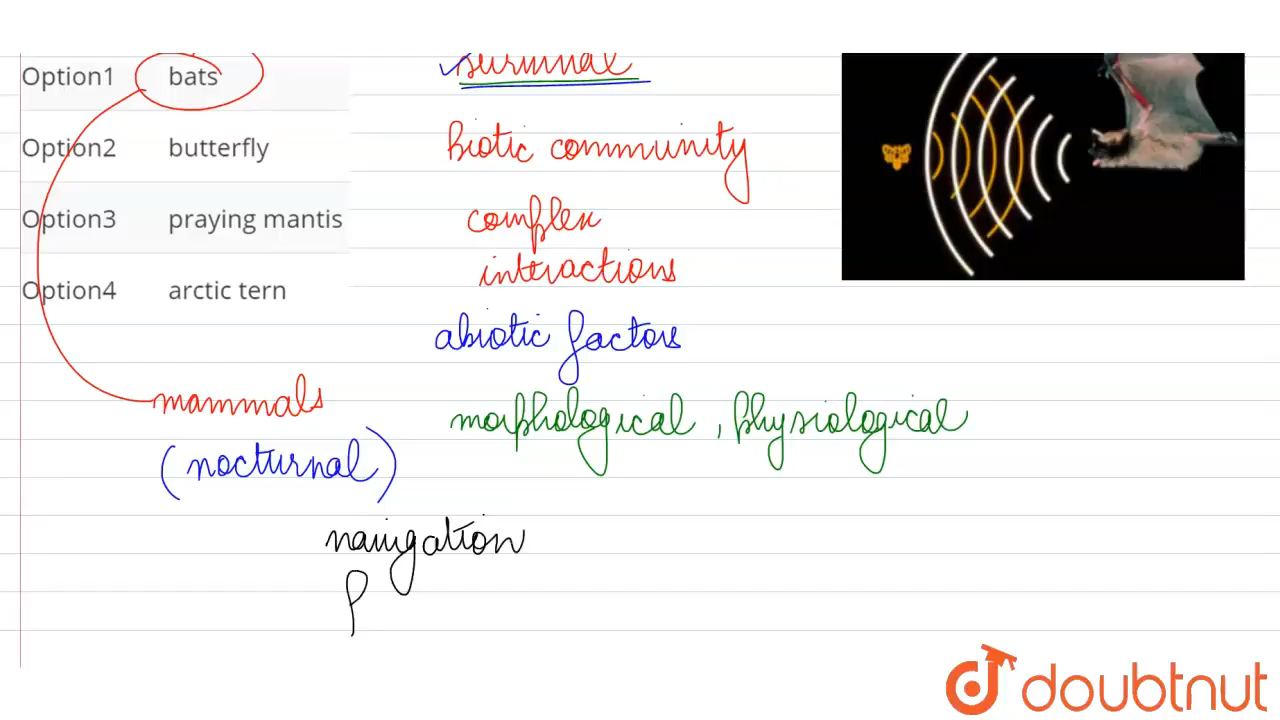 Option1 bats
survival
Option2 butterfly
biotic community
Option3 praying mantis
complex
interactions
Option4 arctic tern
abiotic factors
mammals
morphological, physiological
(nocturnal)
navigation
f
doubtnut